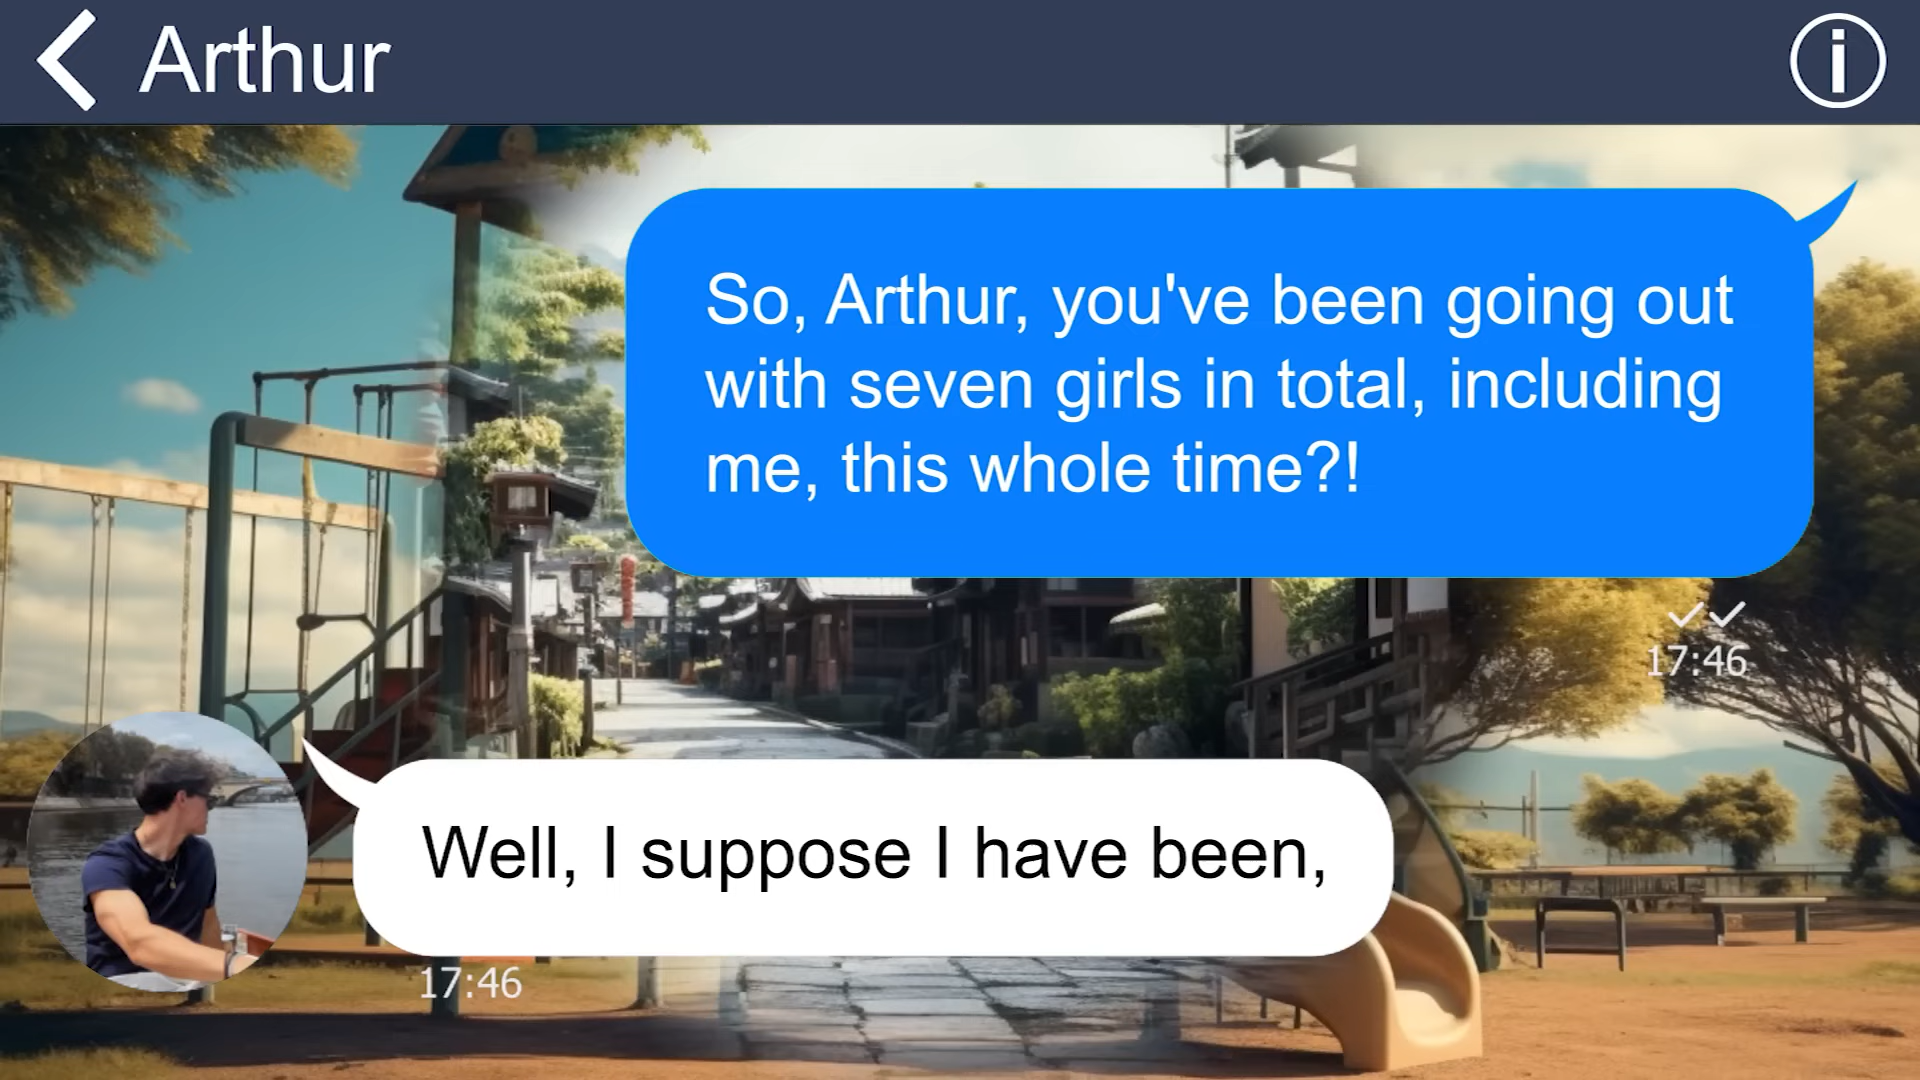 Arthur
So, Arthur, you've been going out
with seven girls in total, including
me, this whole time?!
17:46
Well, I suppose I have been,
17:46